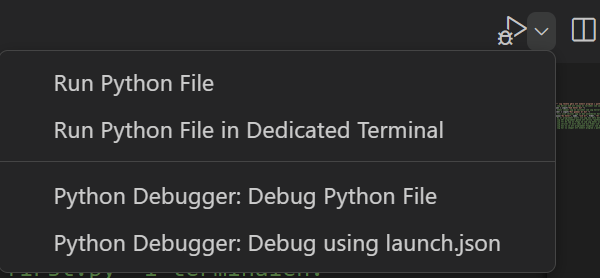 Run Python File
Run Python File in Dedicated Terminal
Python Debugger: Debug Python File
Python Debugger: Debug using launch.json